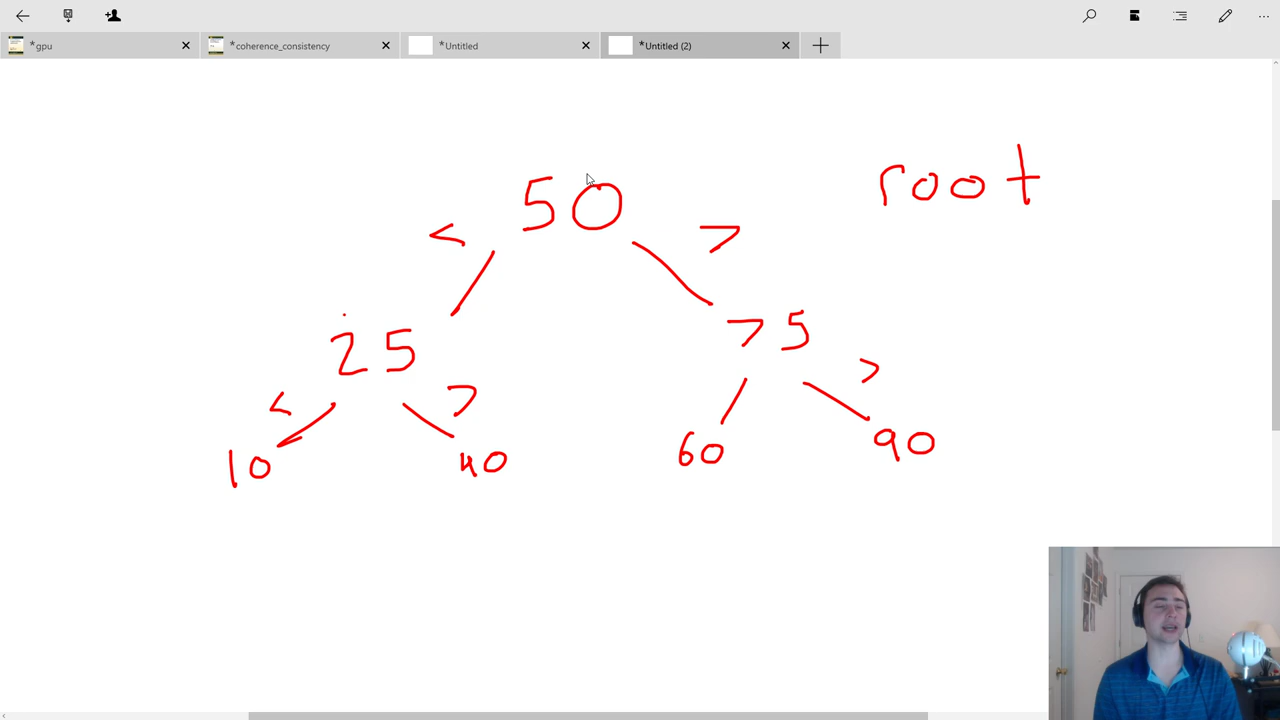 *gpu *coherence_consistency *Untitled *Untitled (2)
root
< 50 >
25 75
< > >
10 40 60 90